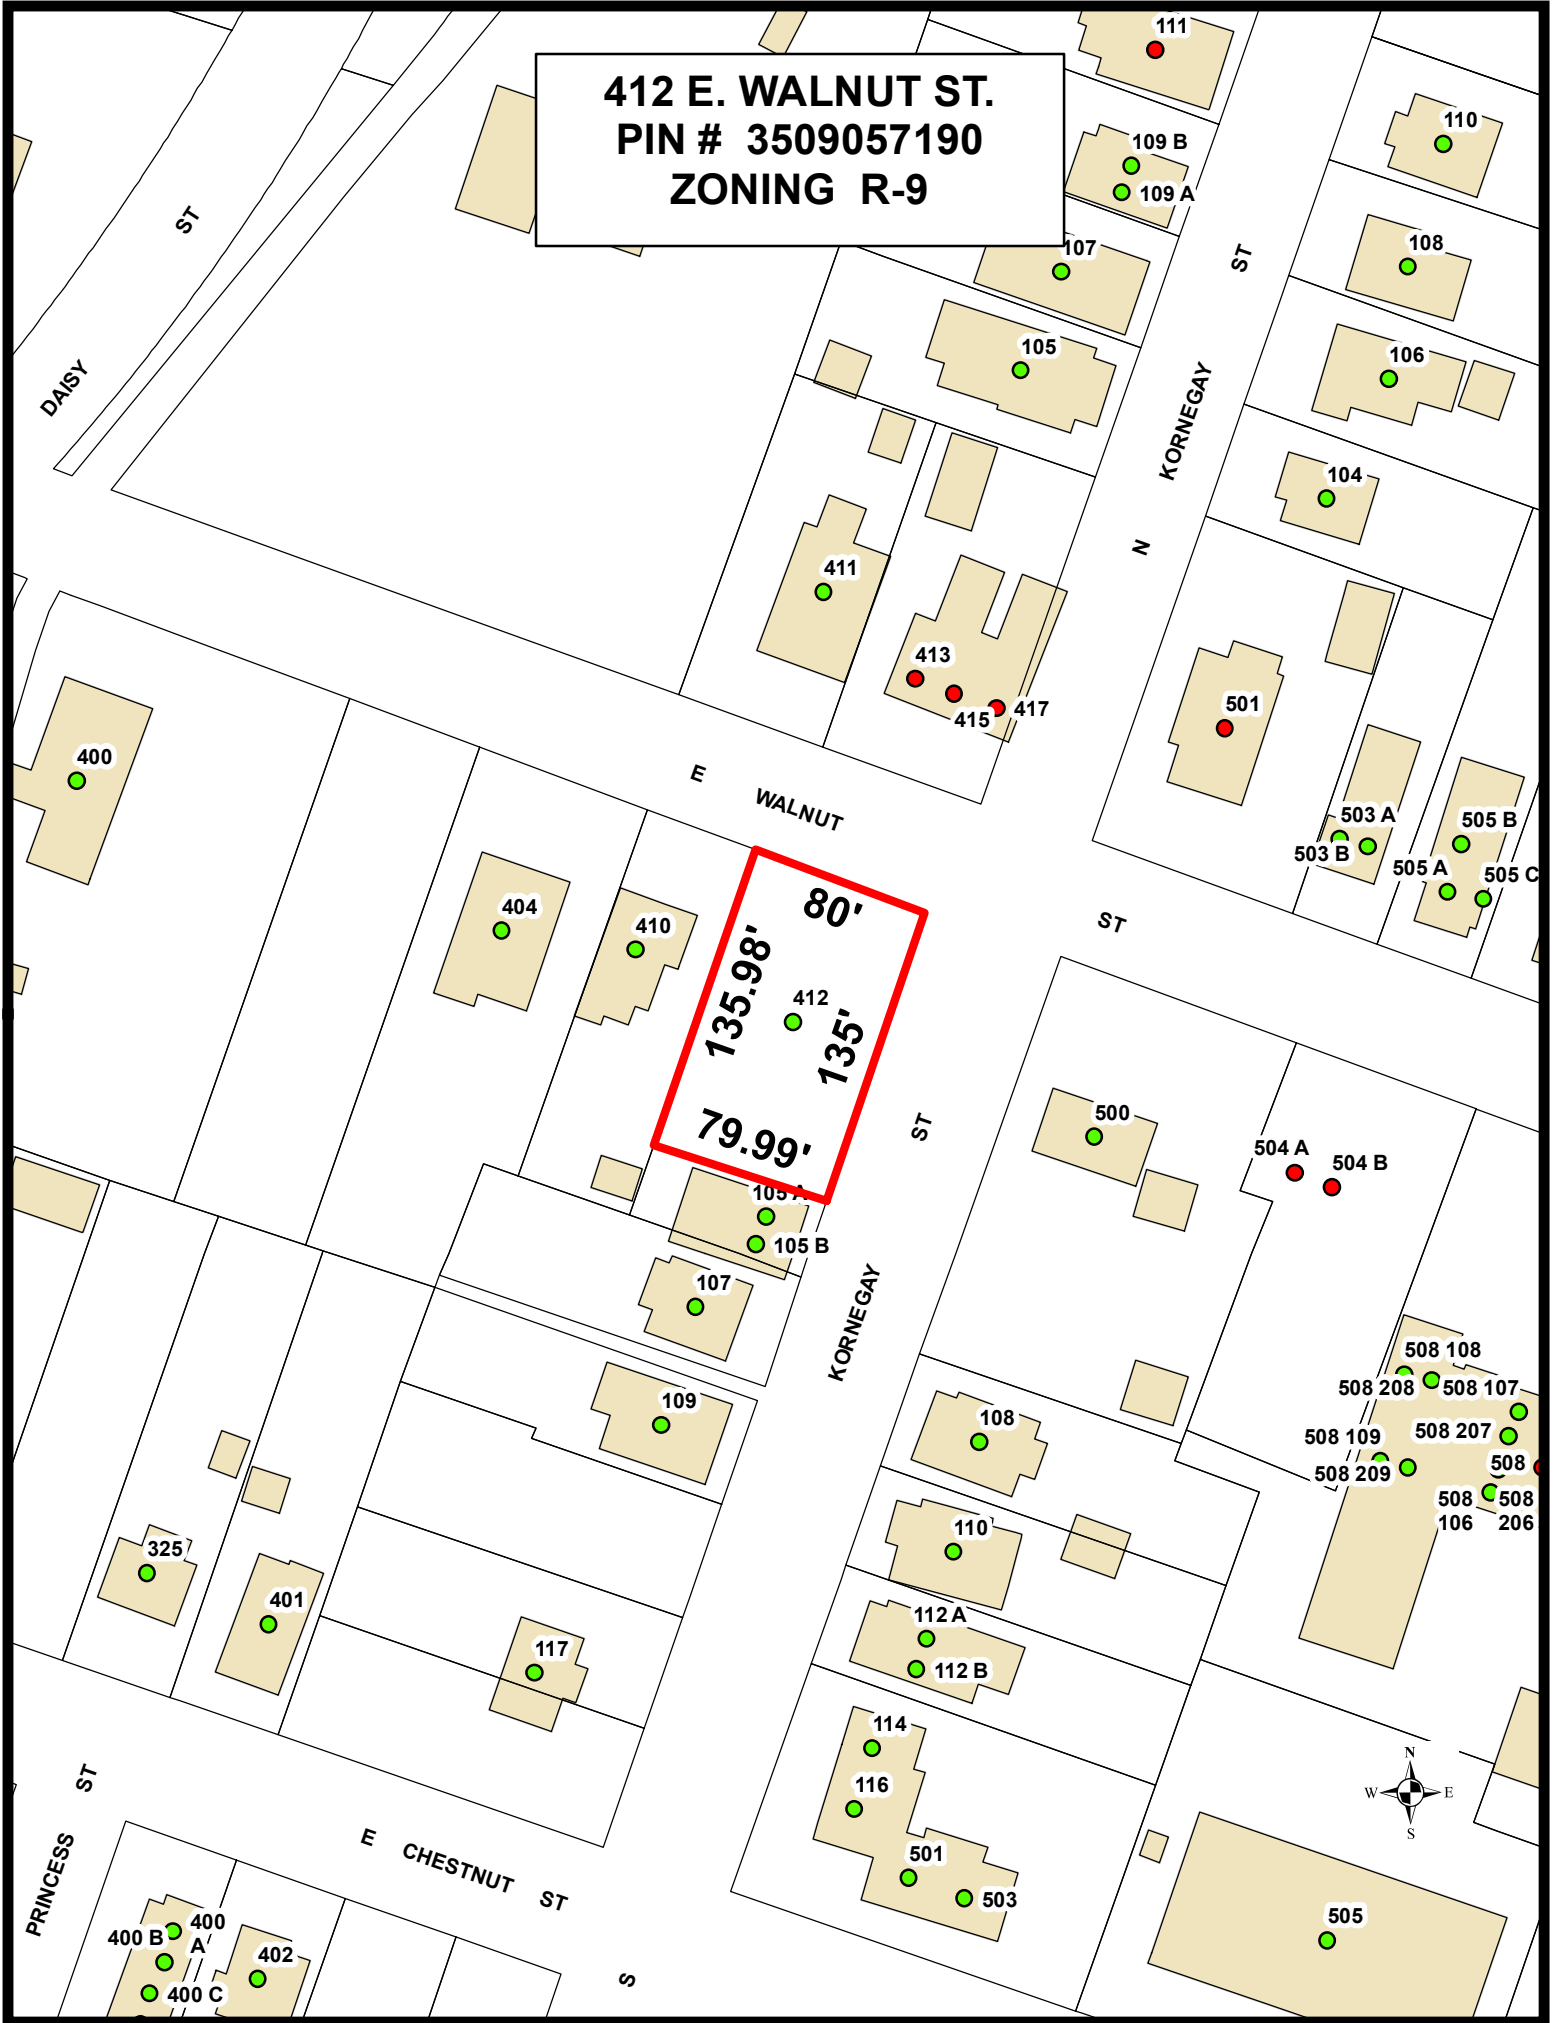 412 E. WALNUT ST.
PIN # 3509057190
ZONING R-9
111
110
109 B
109 A
ST
108
107
ST
105
106
DAISY
KORNEGAY
104
N
411
413
415
417
501
400
E
WALNUT
503 A
503 B
505 B
505 A
505 C
404
410
80'
ST
135.98'
412
135'
79.99'
500
ST
504 A
504 B
105 A
105 B
107
KORNEGAY
109
108
508 108
508 208
508 107
508 207
508 109
508 209
508
508
106
508
206
110
325
401
112 A
112 B
117
114
116
N
W
E
S
ST
PRINCESS
E
CHESTNUT
ST
501
503
505
400
A
400 B
400 C
402
S